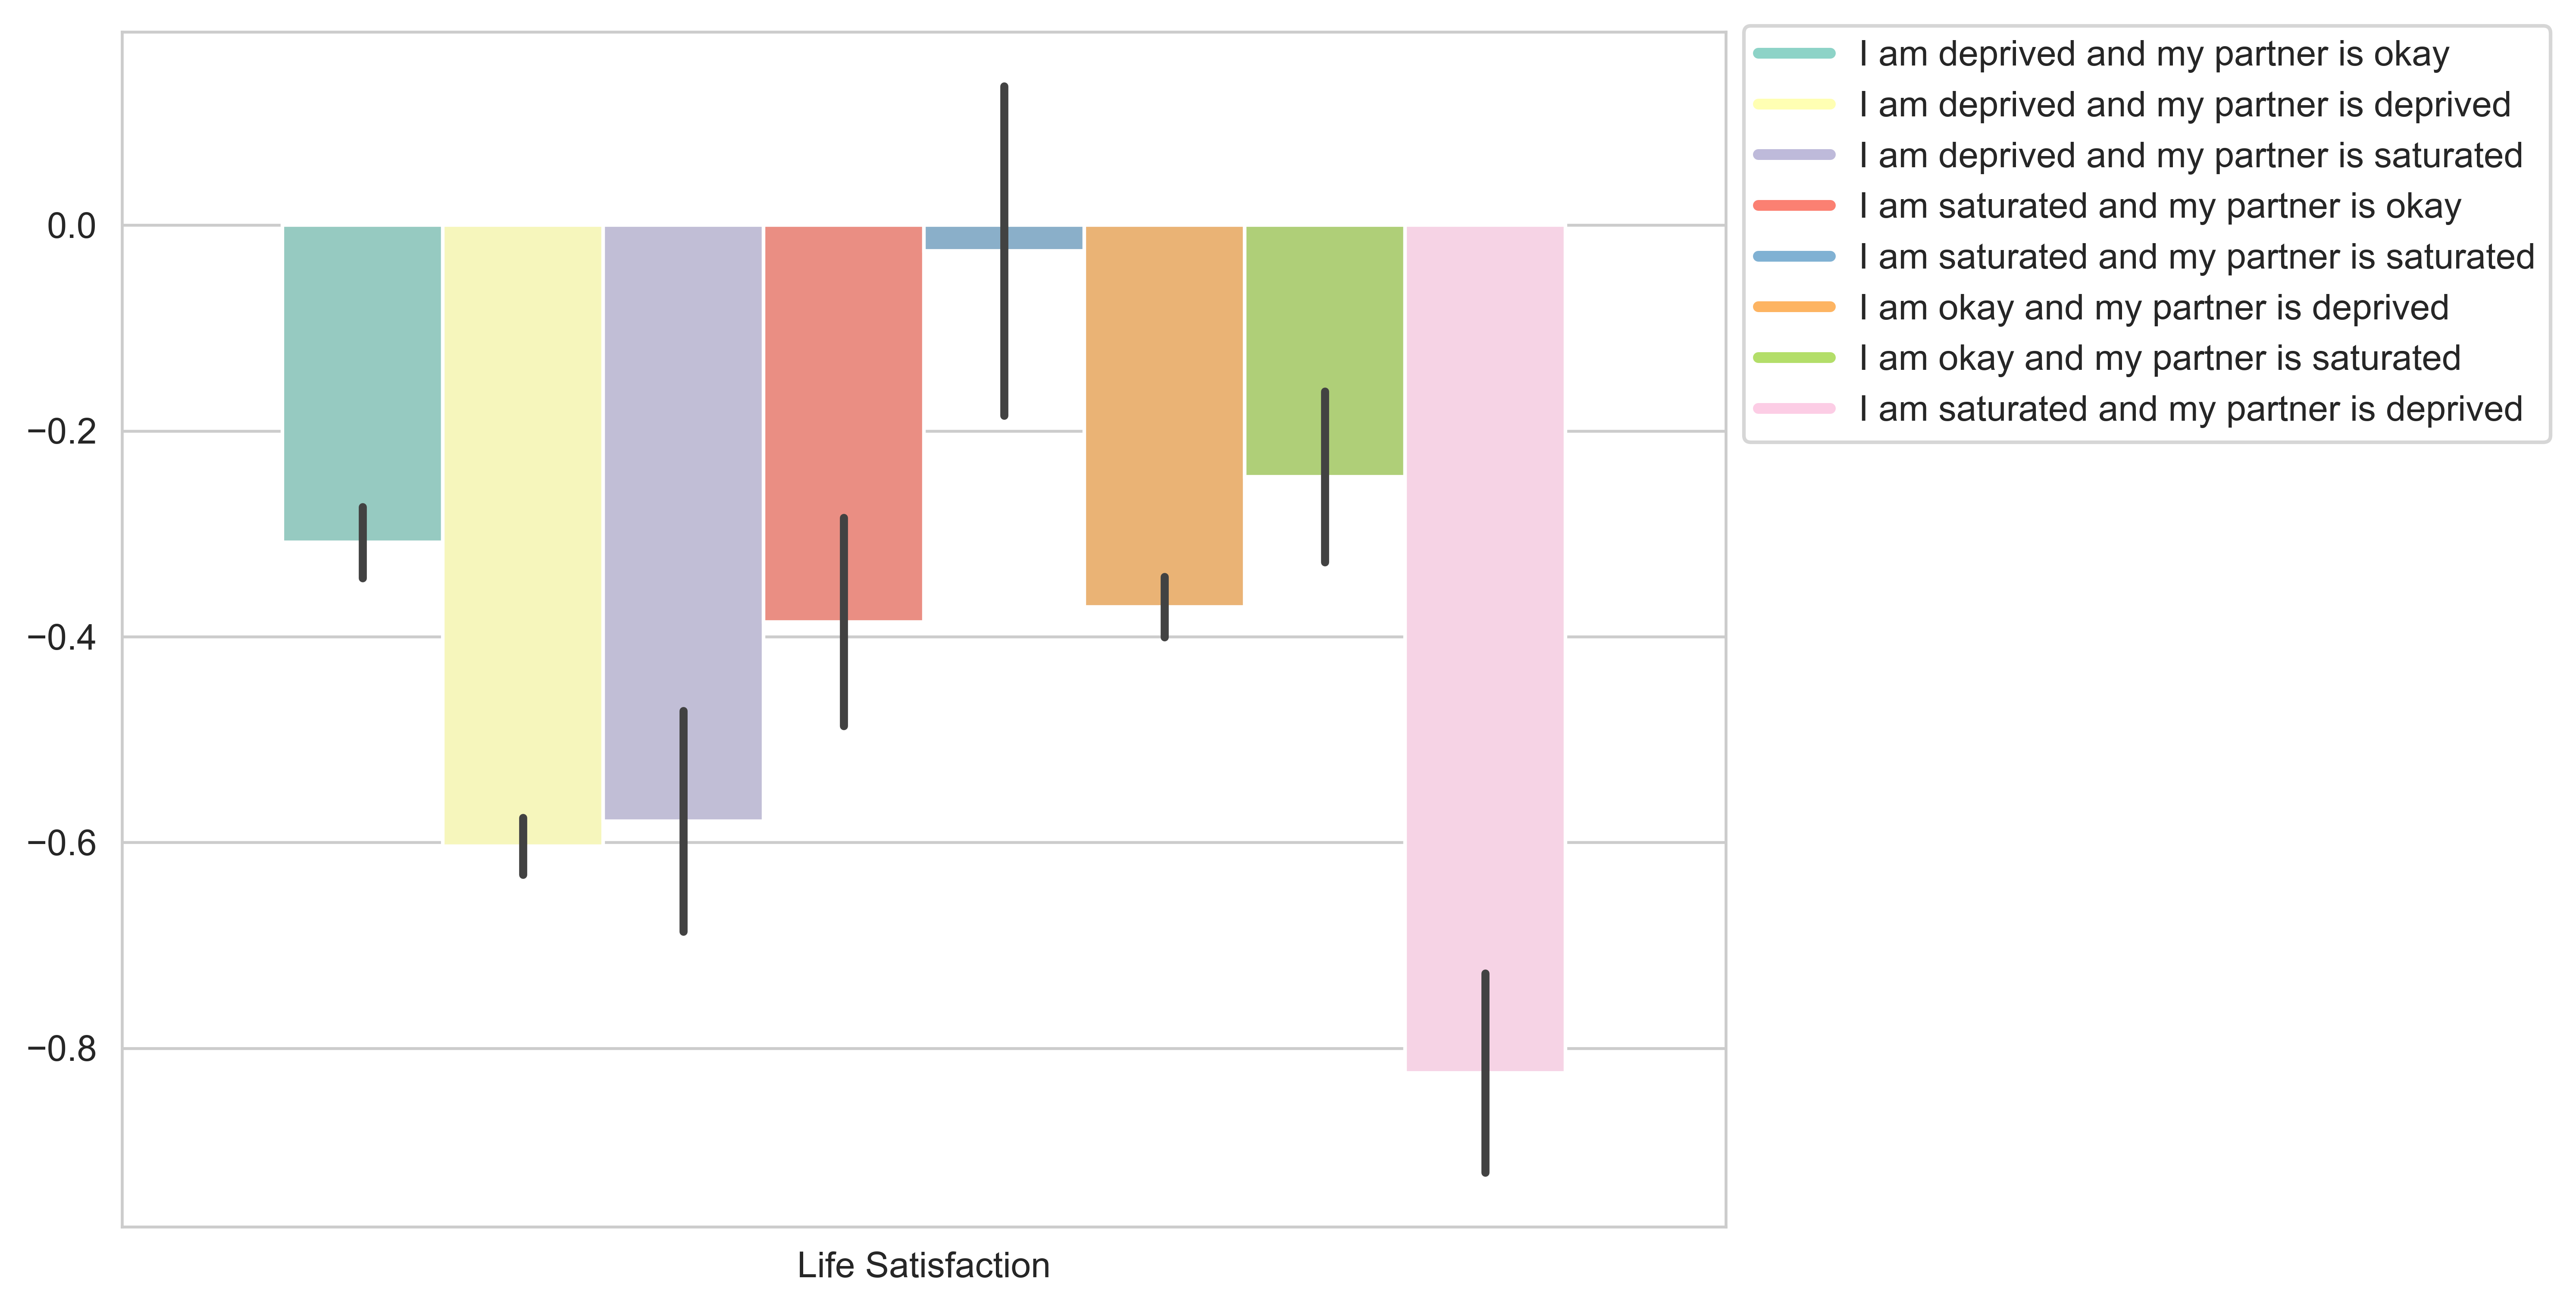 0.0
−0.2
−0.4
−0.6
−0.8
Life Satisfaction
I am deprived and my partner is okay
I am deprived and my partner is deprived
I am deprived and my partner is saturated
I am saturated and my partner is okay
I am saturated and my partner is saturated
I am okay and my partner is deprived
I am okay and my partner is saturated
I am saturated and my partner is deprived